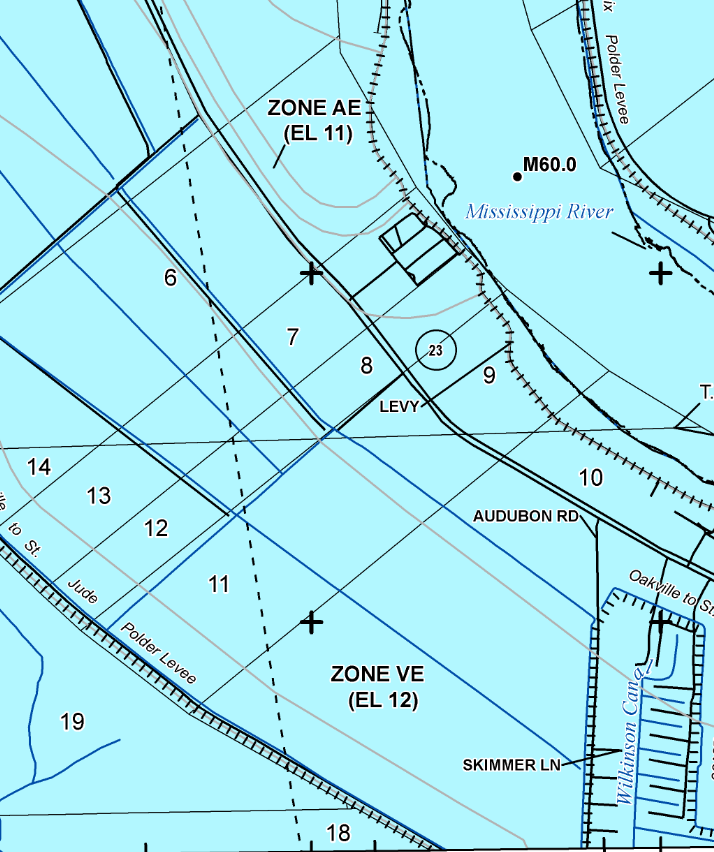 ix
Polder Levee
ZONE AE
(EL 11)
M60.0
Mississippi River
6
7
8
23
9
LEVY
T.
14
13
12
10
AUDUBON RD
to St.
Jude
Polder Levee
11
Oakville to St.
ZONE VE
(EL 12)
Wilkinson Canal
19
SKIMMER LN
18